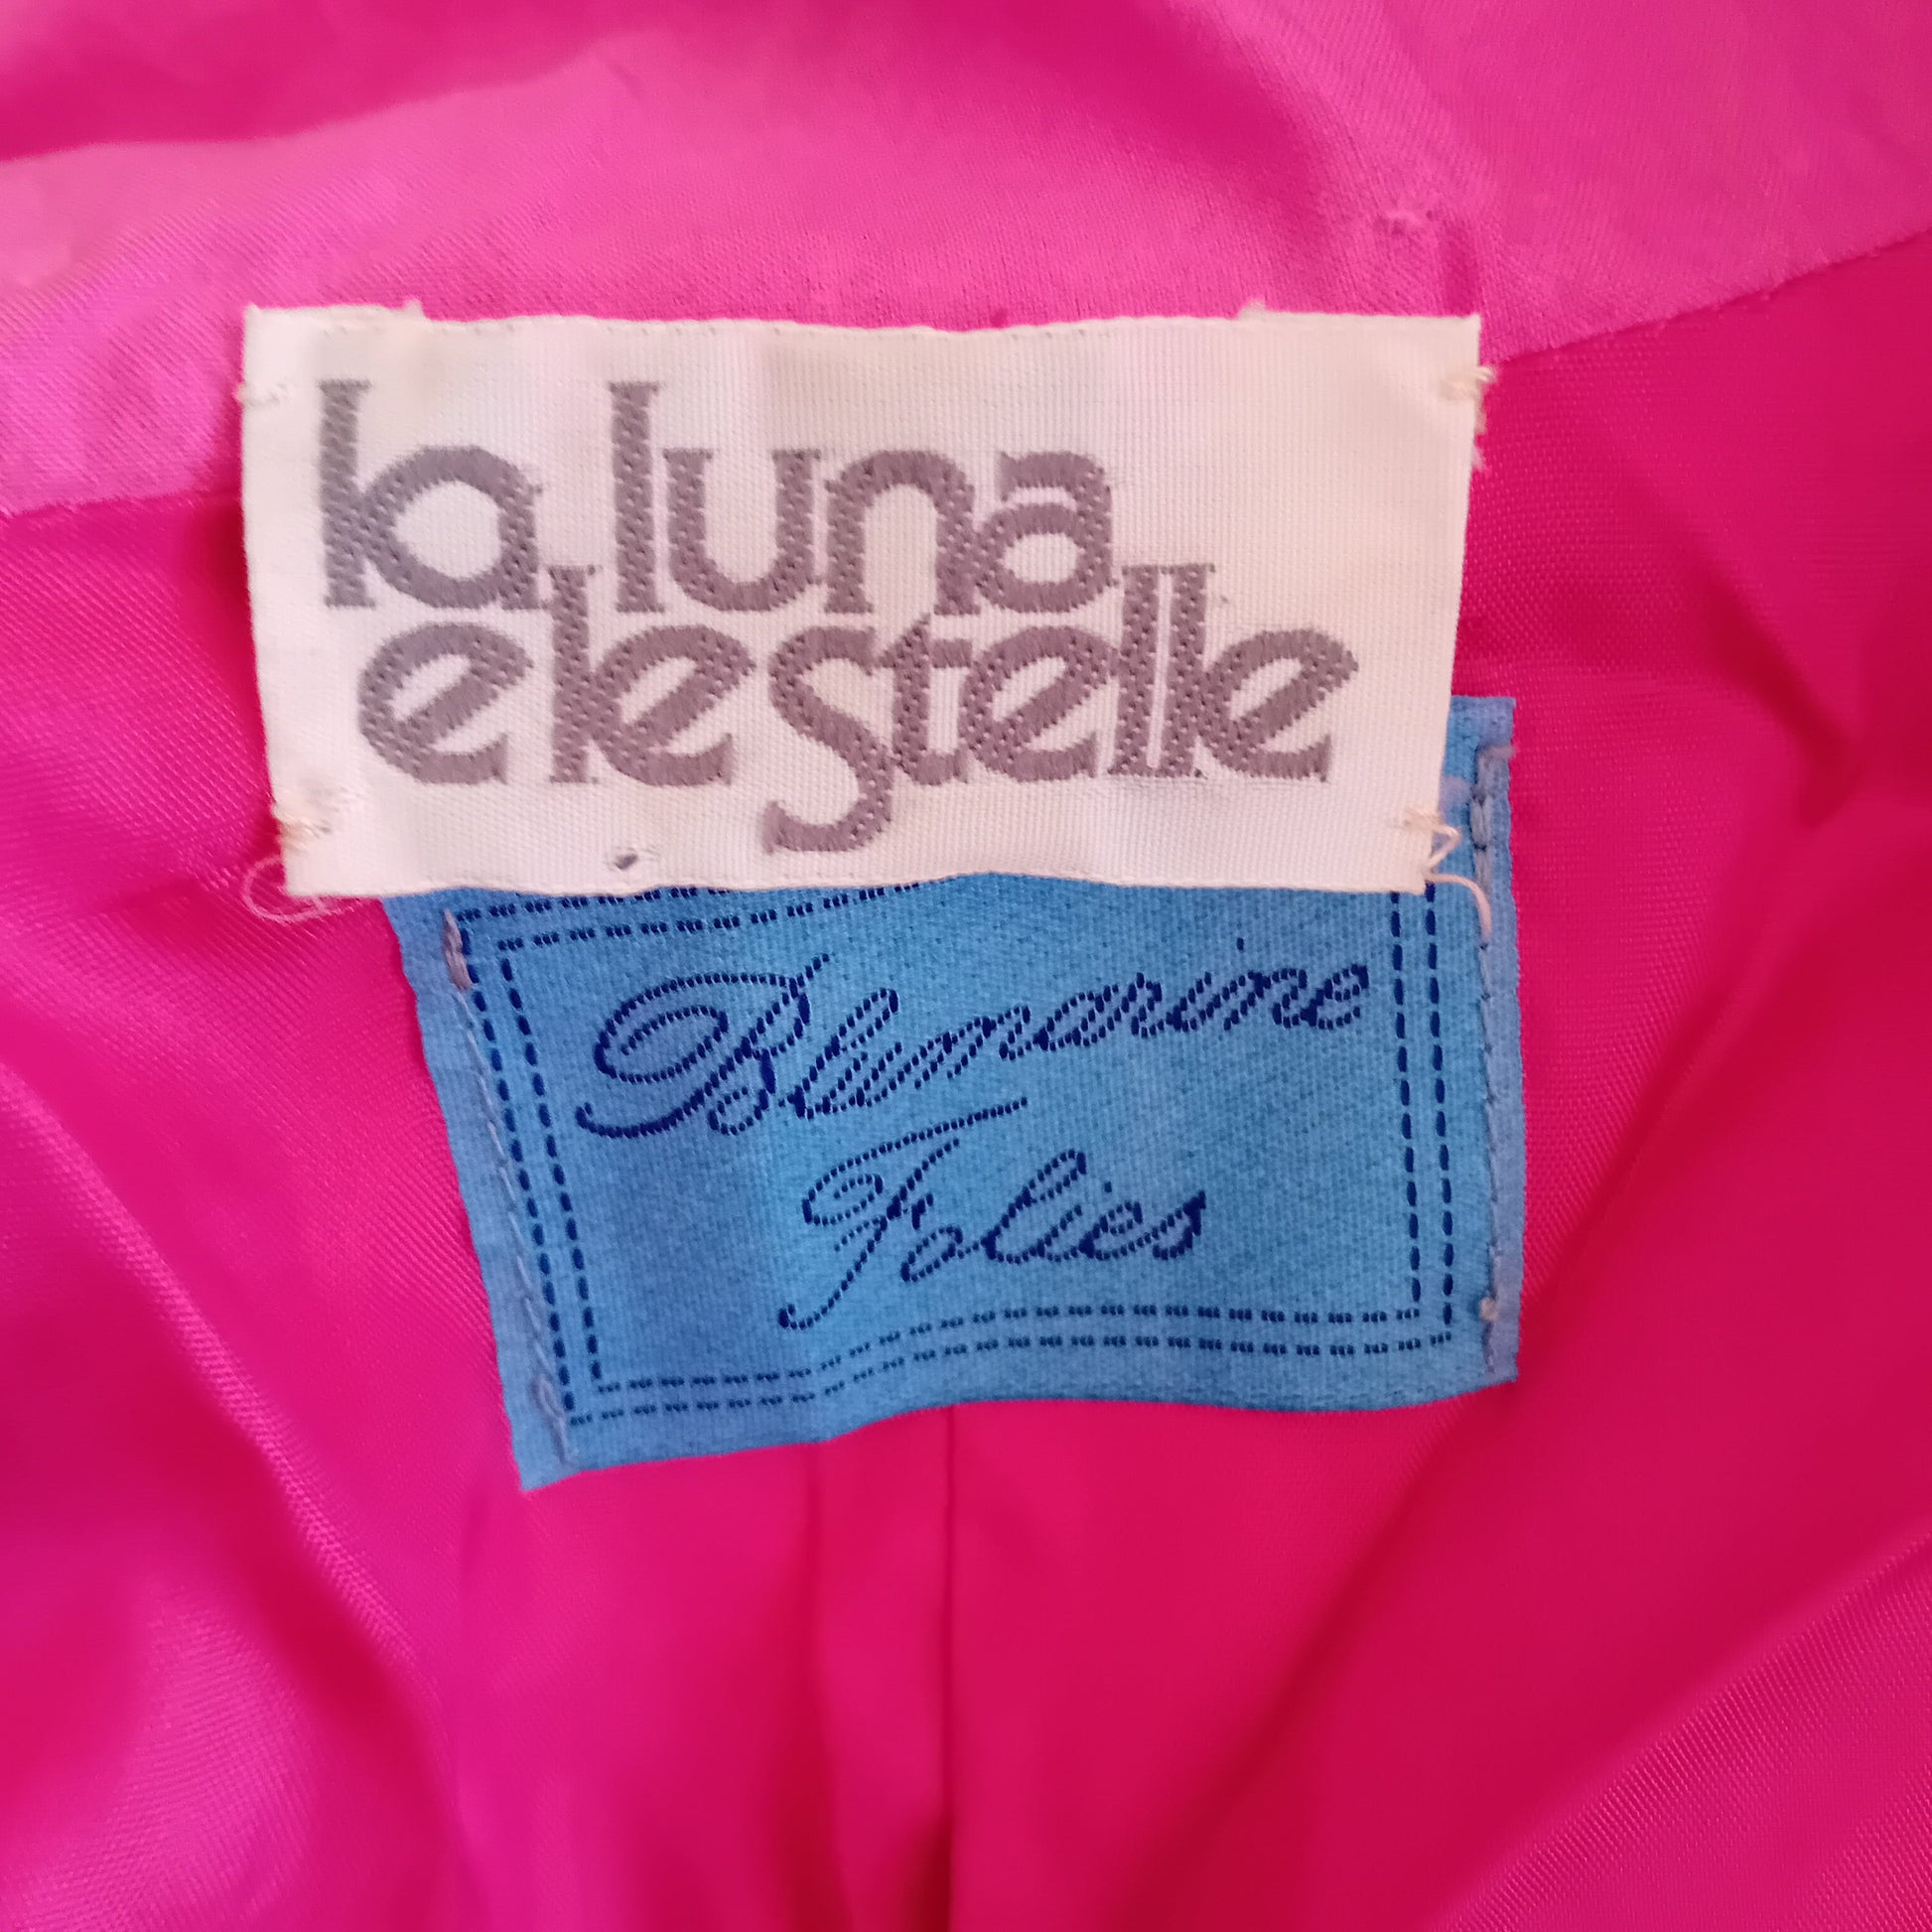 la luna
e le stelle
Blumarine
Folies